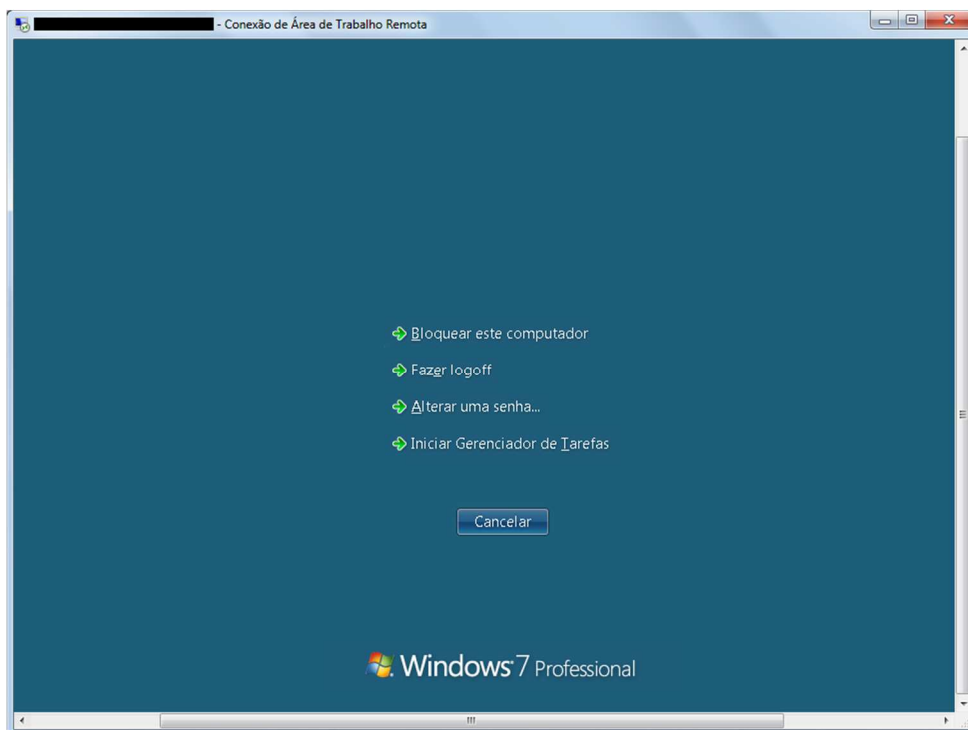 - Conexão de Área de Trabalho Remota
Bloquear este computador
Fazer logoff
Alterar uma senha...
Iniciar Gerenciador de Tarefas
Cancelar
Windows 7 Professional